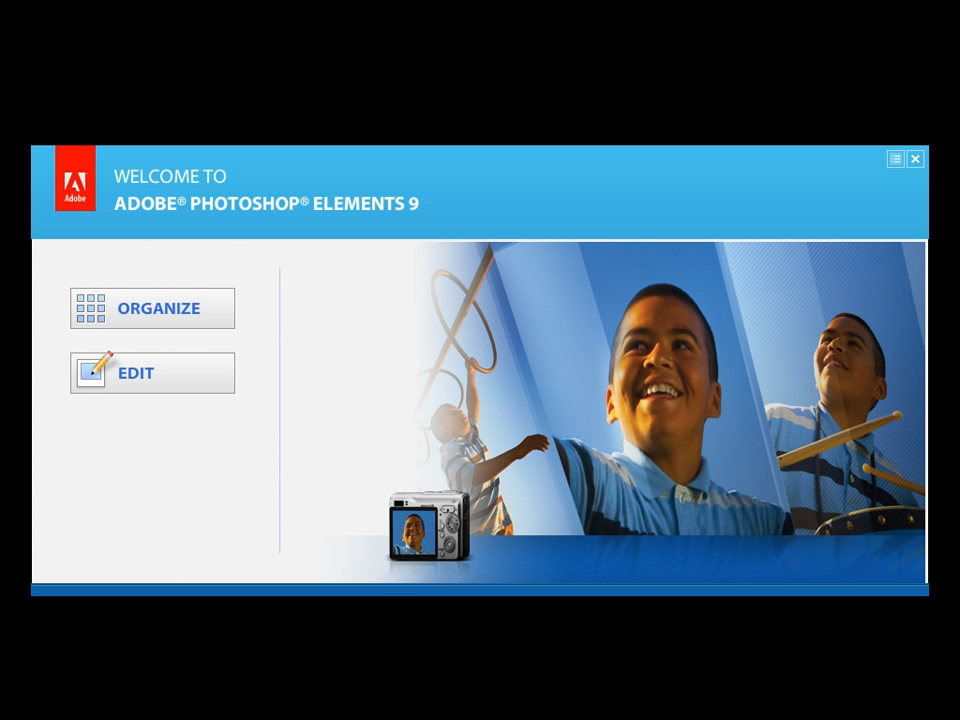 Adobe
WELCOME TO
ADOBE® PHOTOSHOP® ELEMENTS 9
ORGANIZE
EDIT